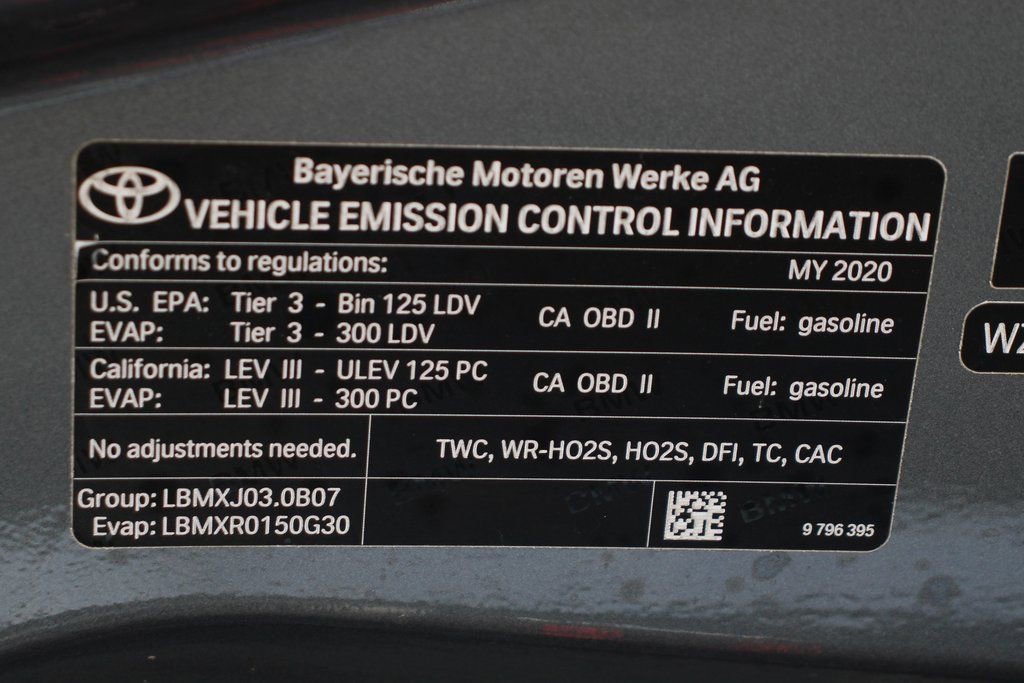 Bayerische Motoren Werke AG
VEHICLE EMISSION CONTROL INFORMATION
Conforms to regulations: MY 2020
U.S. EPA: Tier 3 - Bin 125 LDV
EVAP: Tier 3 - 300 LDV
CA OBD II Fuel: gasoline
California: LEV III - ULEV 125 PC
EVAP: LEV III - 300 PC
CA OBD II Fuel: gasoline
No adjustments needed.
TWC, WR-HO2S, HO2S, DFI, TC, CAC
Group: LBMXJ03.0B07
Evap: LBMXR0150G30
9 796 395